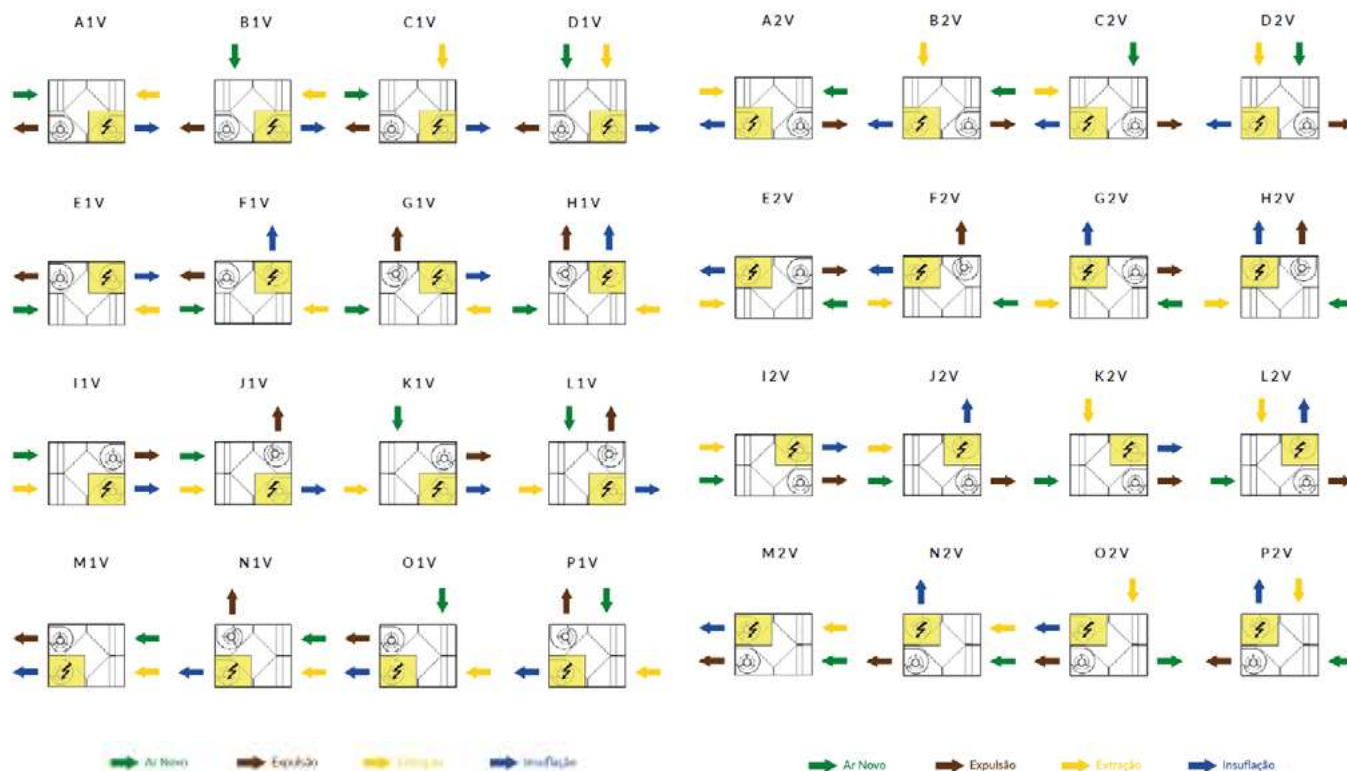 A1V B1V C1V D1V A2V B2V C2V D2V
E1V F1V G1V H1V E2V F2V G2V H2V
I1V J1V K1V L1V I2V J2V K2V L2V
M1V N1V O1V P1V M2V N2V O2V P2V
Ar Novo Expulsão Extração Insuflação Ar Novo Expulsão Extração Insuflação